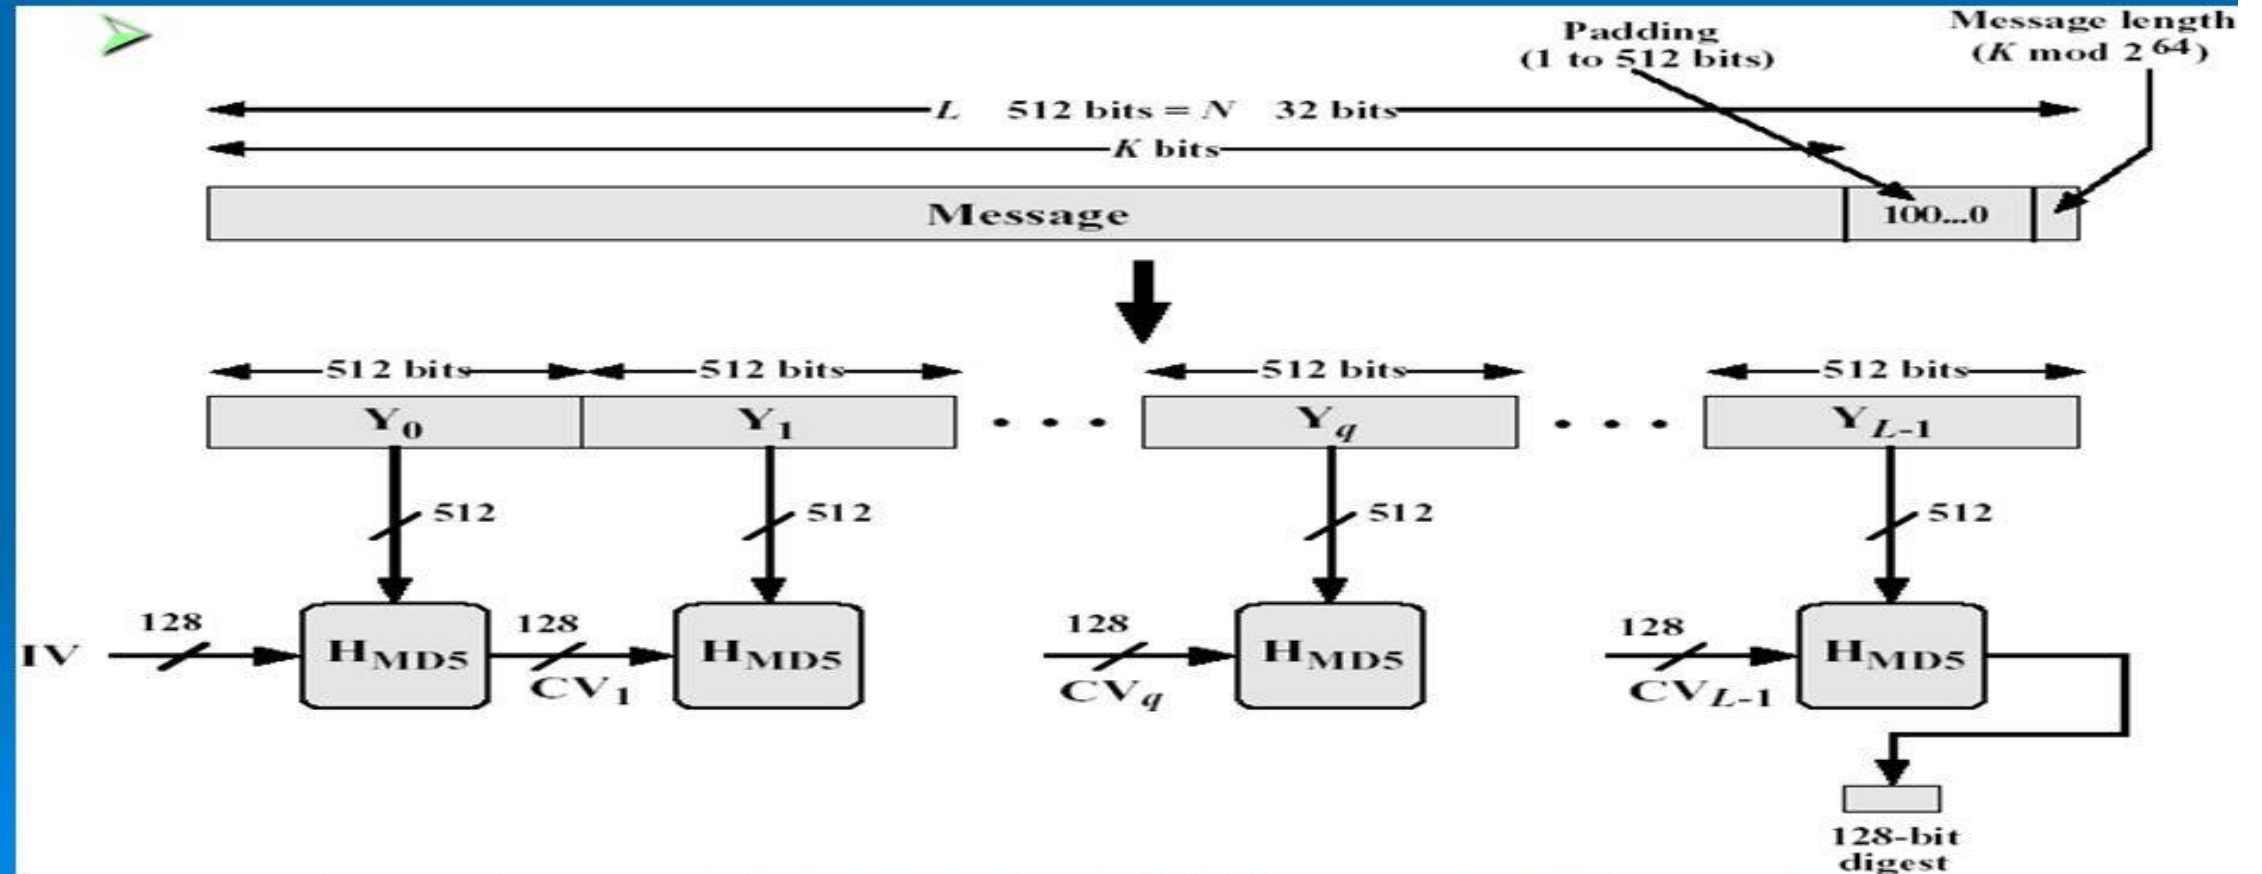 Padding
(1 to 512 bits)
Message length
(K mod 2^64)
L 512 bits = N 32 bits
K bits
Message
100...0
512 bits 512 bits 512 bits 512 bits
Y0 Y1 • • • Yq • • • YL-1
512 512 512 512
128 128 128 128
IV HMD5 HMD5 HMD5 HMD5
CV1 CVq CVL-1
128-bit
digest